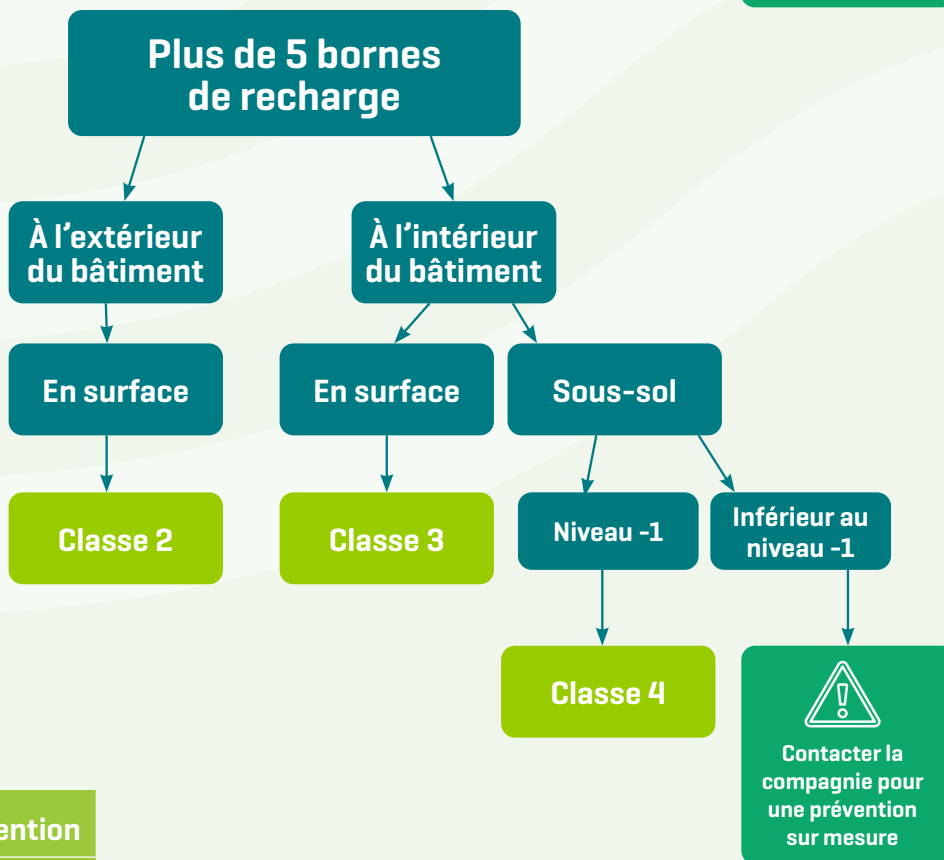 Plus de 5 bornes
de recharge
À l'extérieur
du bâtiment
À l'intérieur
du bâtiment
En surface
En surface
Sous-sol
Classe 2
Classe 3
Niveau -1
Inférieur au
niveau -1
Classe 4
Contacter la
compagnie pour
une prévention
sur mesure